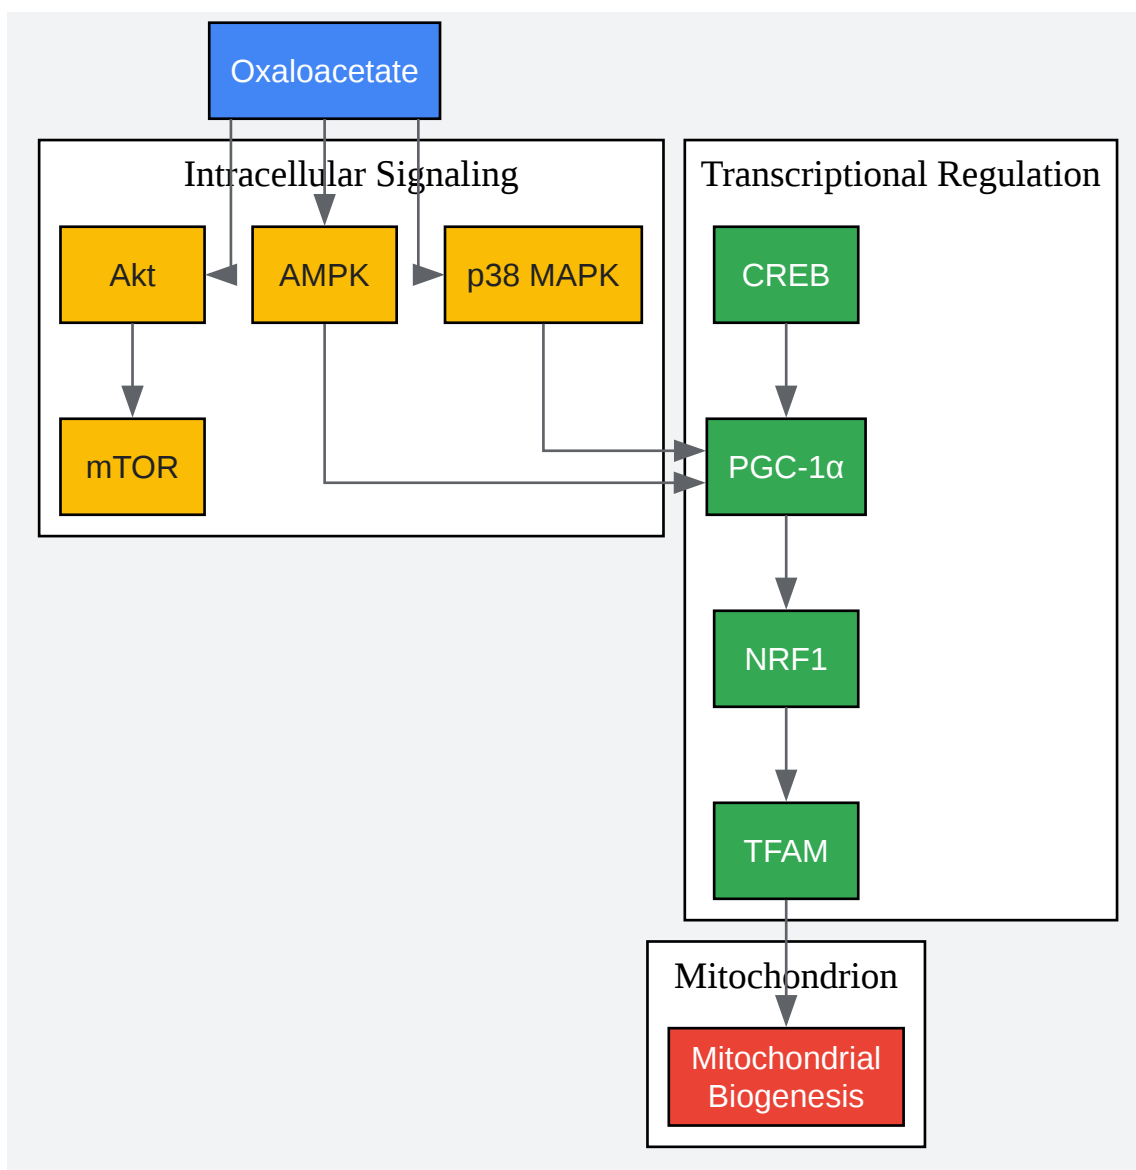 Oxaloacetate
Intracellular Signaling
Transcriptional Regulation
Akt
AMPK
p38 MAPK
CREB
mTOR
PGC-1α
NRF1
TFAM
Mitochondrion
Mitochondrial
Biogenesis